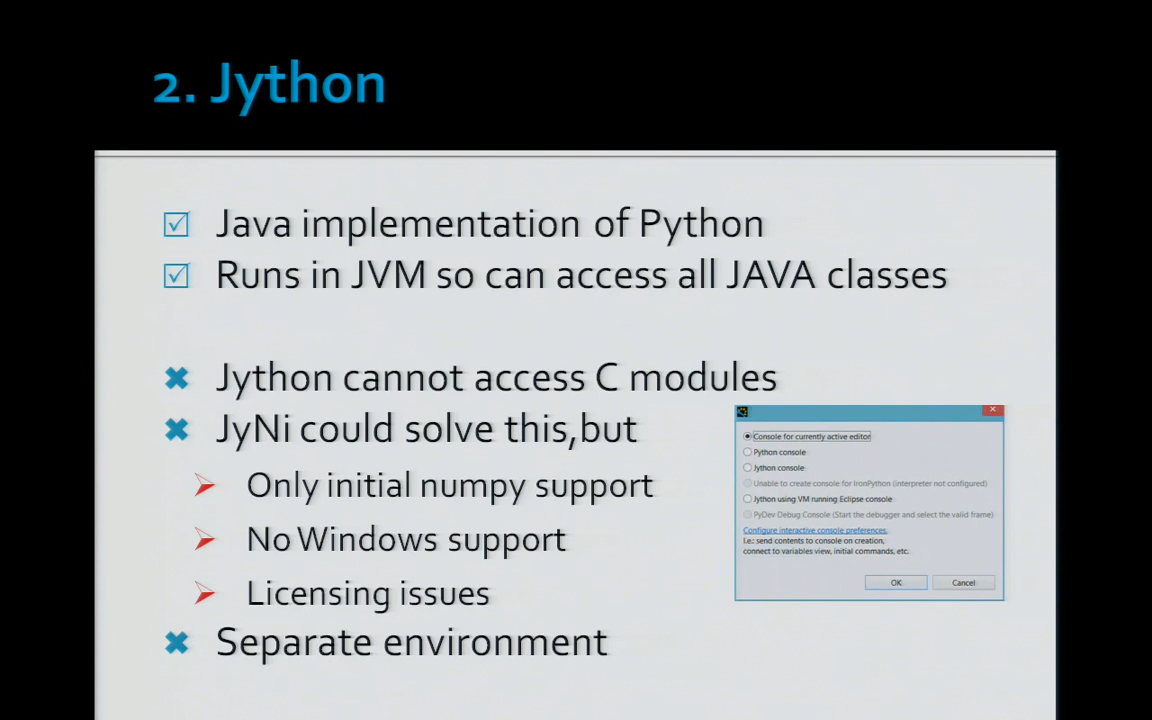 2. Jython
Java implementation of Python
Runs in JVM so can access all JAVA classes
Jython cannot access C modules
JyNi could solve this,but
Only initial numpy support
No Windows support
Licensing issues
Separate environment
Console for currently active editor
Python console
Jython console
Unable to create console for IronPython (interpreter not configured)
Jython using VM running Eclipse console
PyDev Debug Console (Start the debugger and select the valid frame)
Configure interactive console preferences.
I.e.: send contents to console on creation,
connect to variables view, initial commands, etc.
OK
Cancel